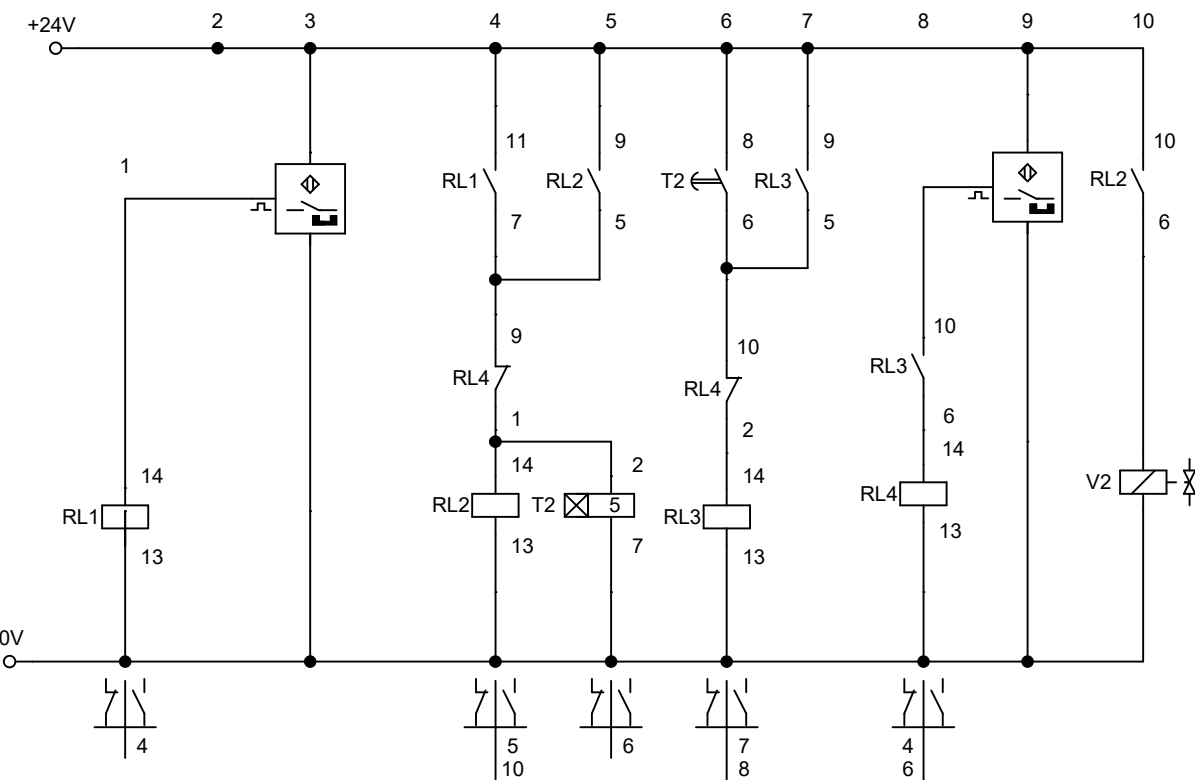 +24V 2 3 4 5 6 7 8 9 10
1 11 9 8 9 10
RL1 RL2 T2 RL3 RL2
7 5 6 5 6
9 10 10
RL4 RL4 RL3
1 2 6
14 14 2 14 14
RL1 RL2 T2 5 RL3 RL4 V2
13 13 7 13 13
0V
4 5 6 7 4
10 8 6